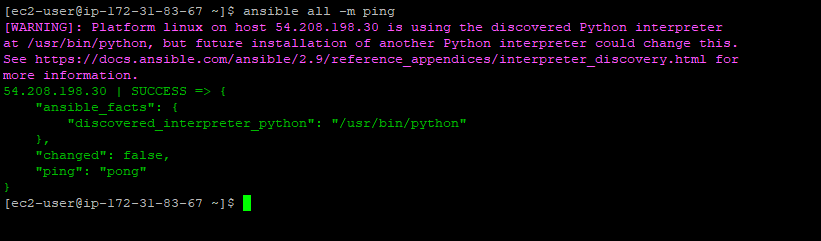 [ec2-user@ip-172-31-83-67 ~]$ ansible all -m ping
[WARNING]: Platform linux on host 54.208.198.30 is using the discovered Python interpreter
at /usr/bin/python, but future installation of another Python interpreter could change this.
See https://docs.ansible.com/ansible/2.9/reference_appendices/interpreter_discovery.html for
more information.
54.208.198.30 | SUCCESS => {
    "ansible_facts": {
        "discovered_interpreter_python": "/usr/bin/python"
    },
    "changed": false,
    "ping": "pong"
}
[ec2-user@ip-172-31-83-67 ~]$